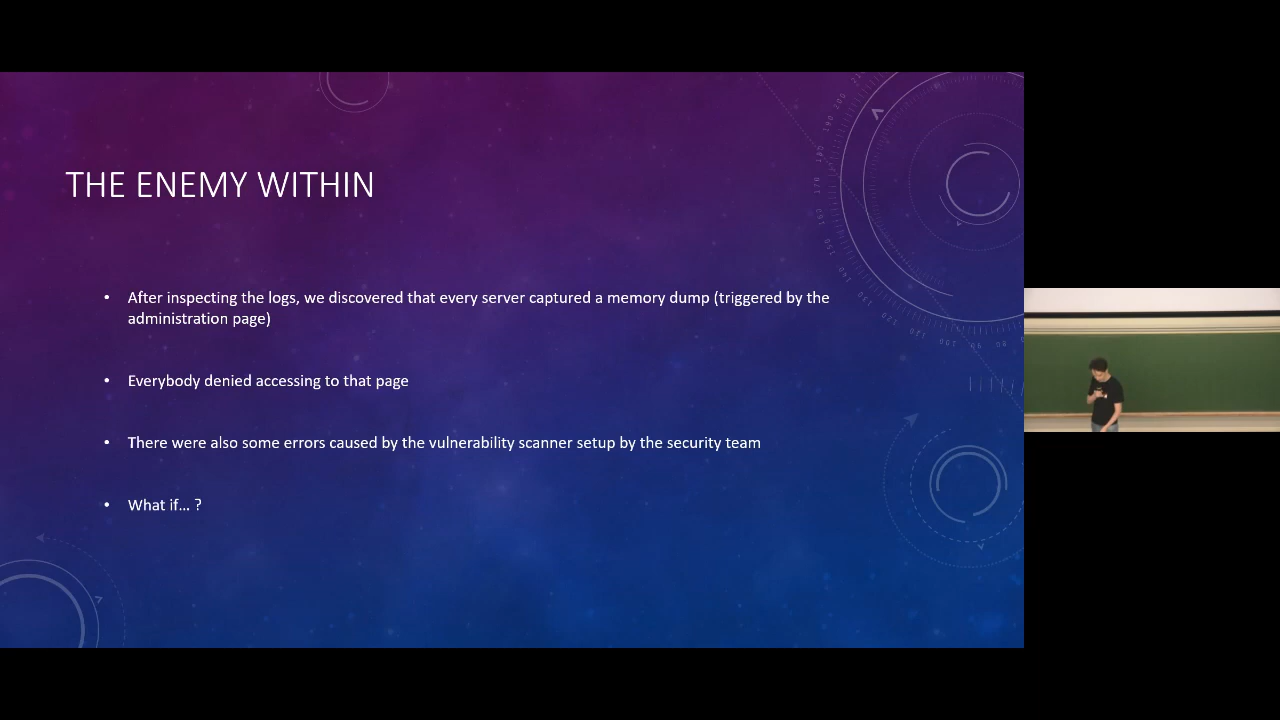 THE ENEMY WITHIN
• After inspecting the logs, we discovered that every server captured a memory dump (triggered by the
administration page)
• Everybody denied accessing to that page
• There were also some errors caused by the vulnerability scanner setup by the security team
• What if... ?